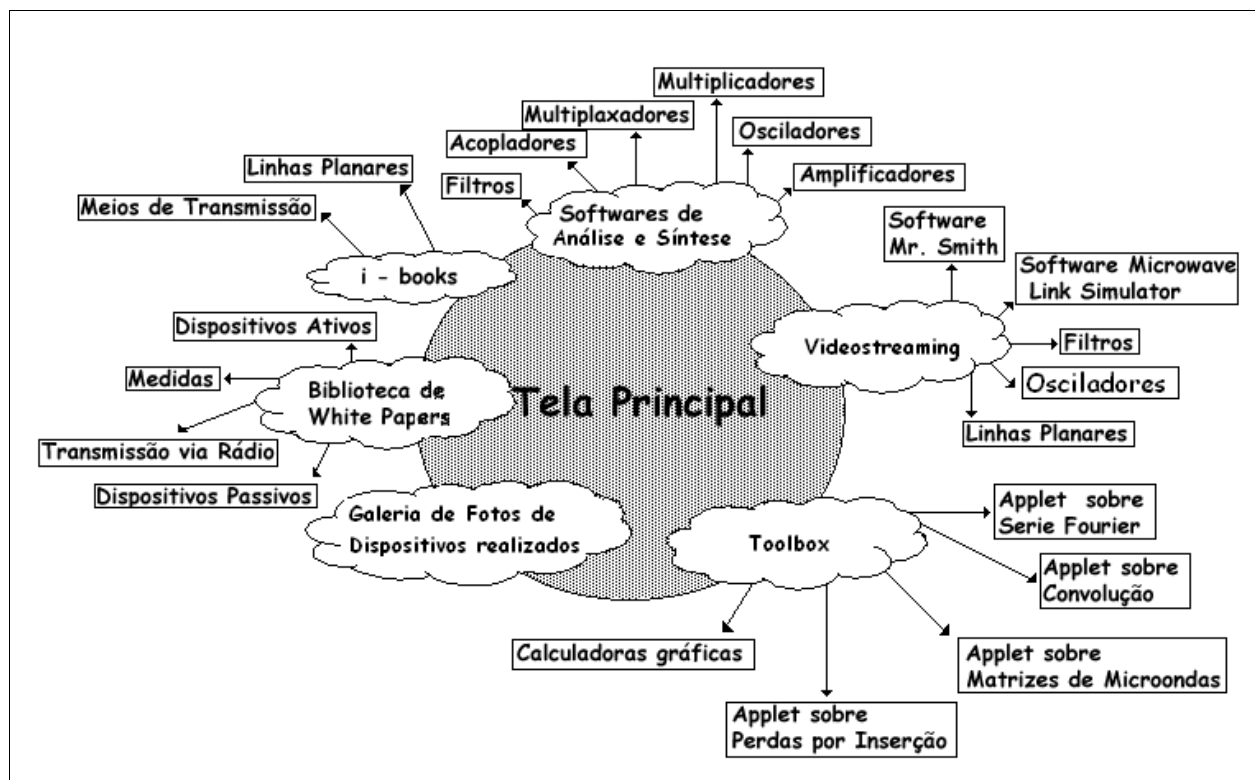 Multiplicadores
Multiplaxadores
Osciladores
Acopladores
Amplificadores
Filtros
Softwares de
Análise e Síntese
Linhas Planares
Meios de Transmissão
i - books
Software
Mr. Smith
Software Microwave
Link Simulator
Videostreaming
Filtros
Osciladores
Linhas Planares
Dispositivos Ativos
Medidas
Biblioteca de
White Papers
Transmissão via Rádio
Dispositivos Passivos
Tela Principal
Galeria de Fotos de
Dispositivos realizados
Toolbox
Applet sobre
Serie Fourier
Applet sobre
Convolução
Applet sobre
Matrizes de Microondas
Applet sobre
Perdas por Inserção
Calculadoras gráficas